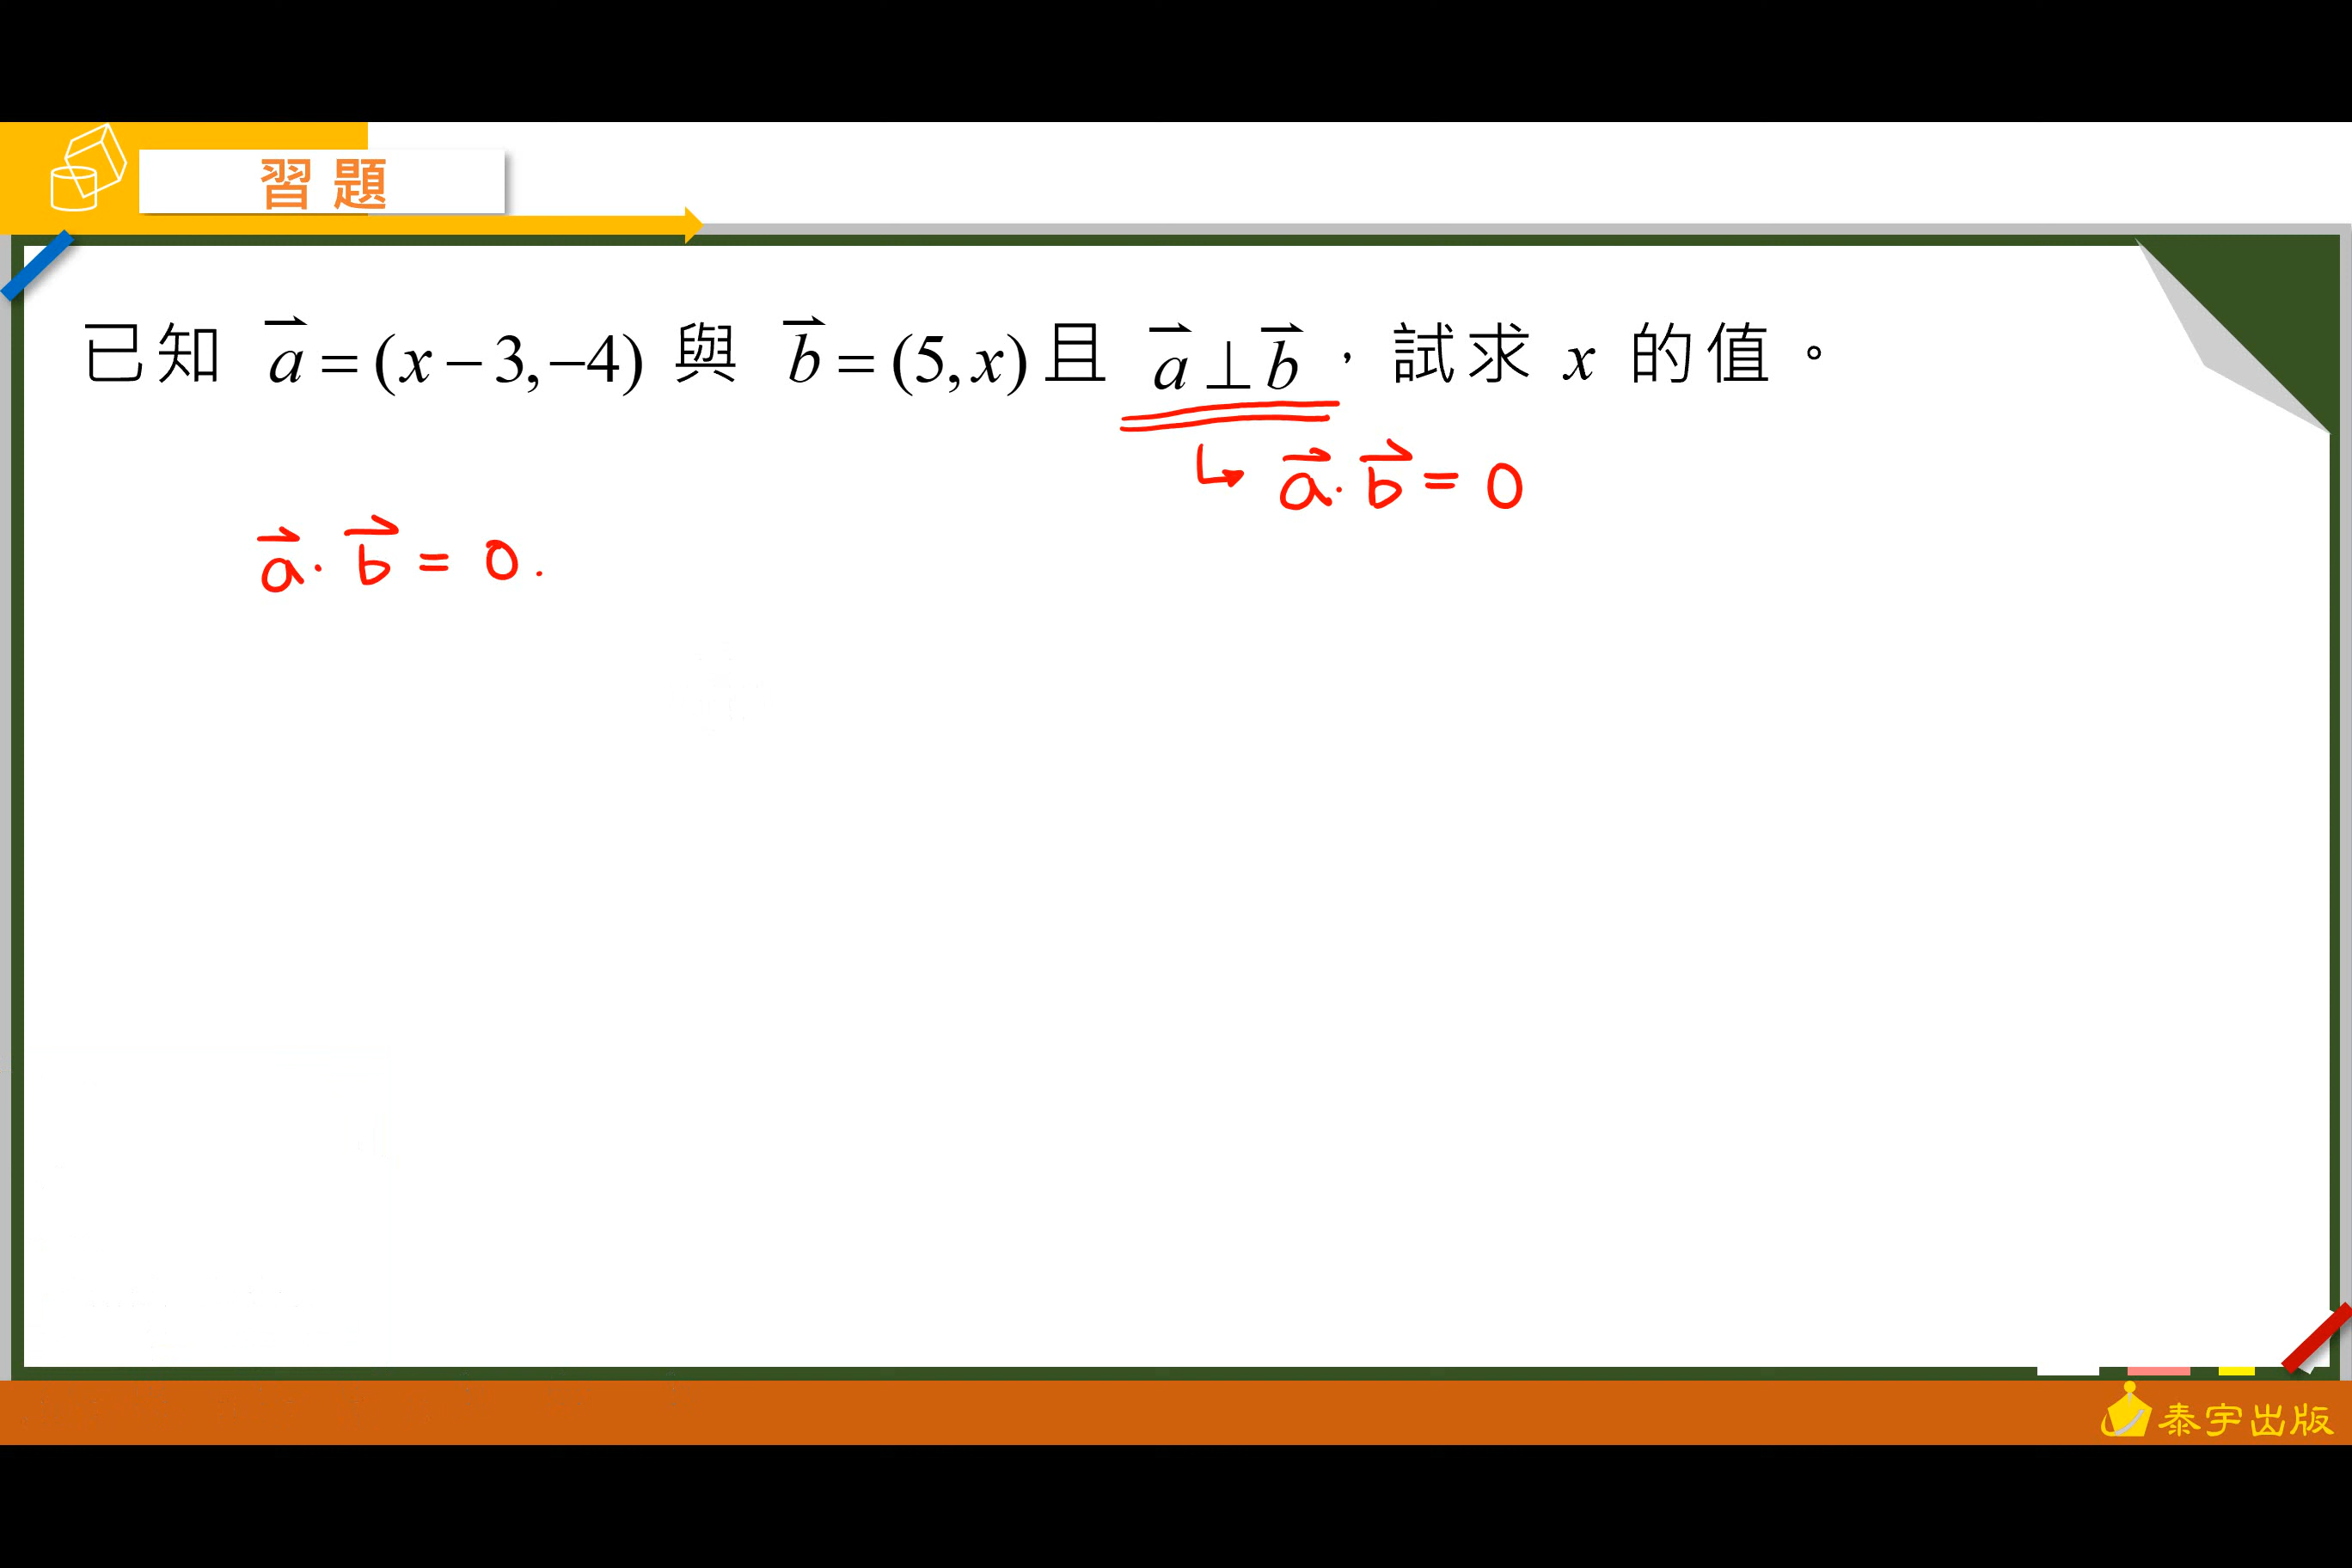 習題
已知 a⃗ = (x − 3, −4) 與 b⃗ = (5, x) 且 a⃗ ⊥ b⃗，試求 x 的值。
↳ a⃗ · b⃗ = 0
a⃗ · b⃗ = 0.
泰宇出版